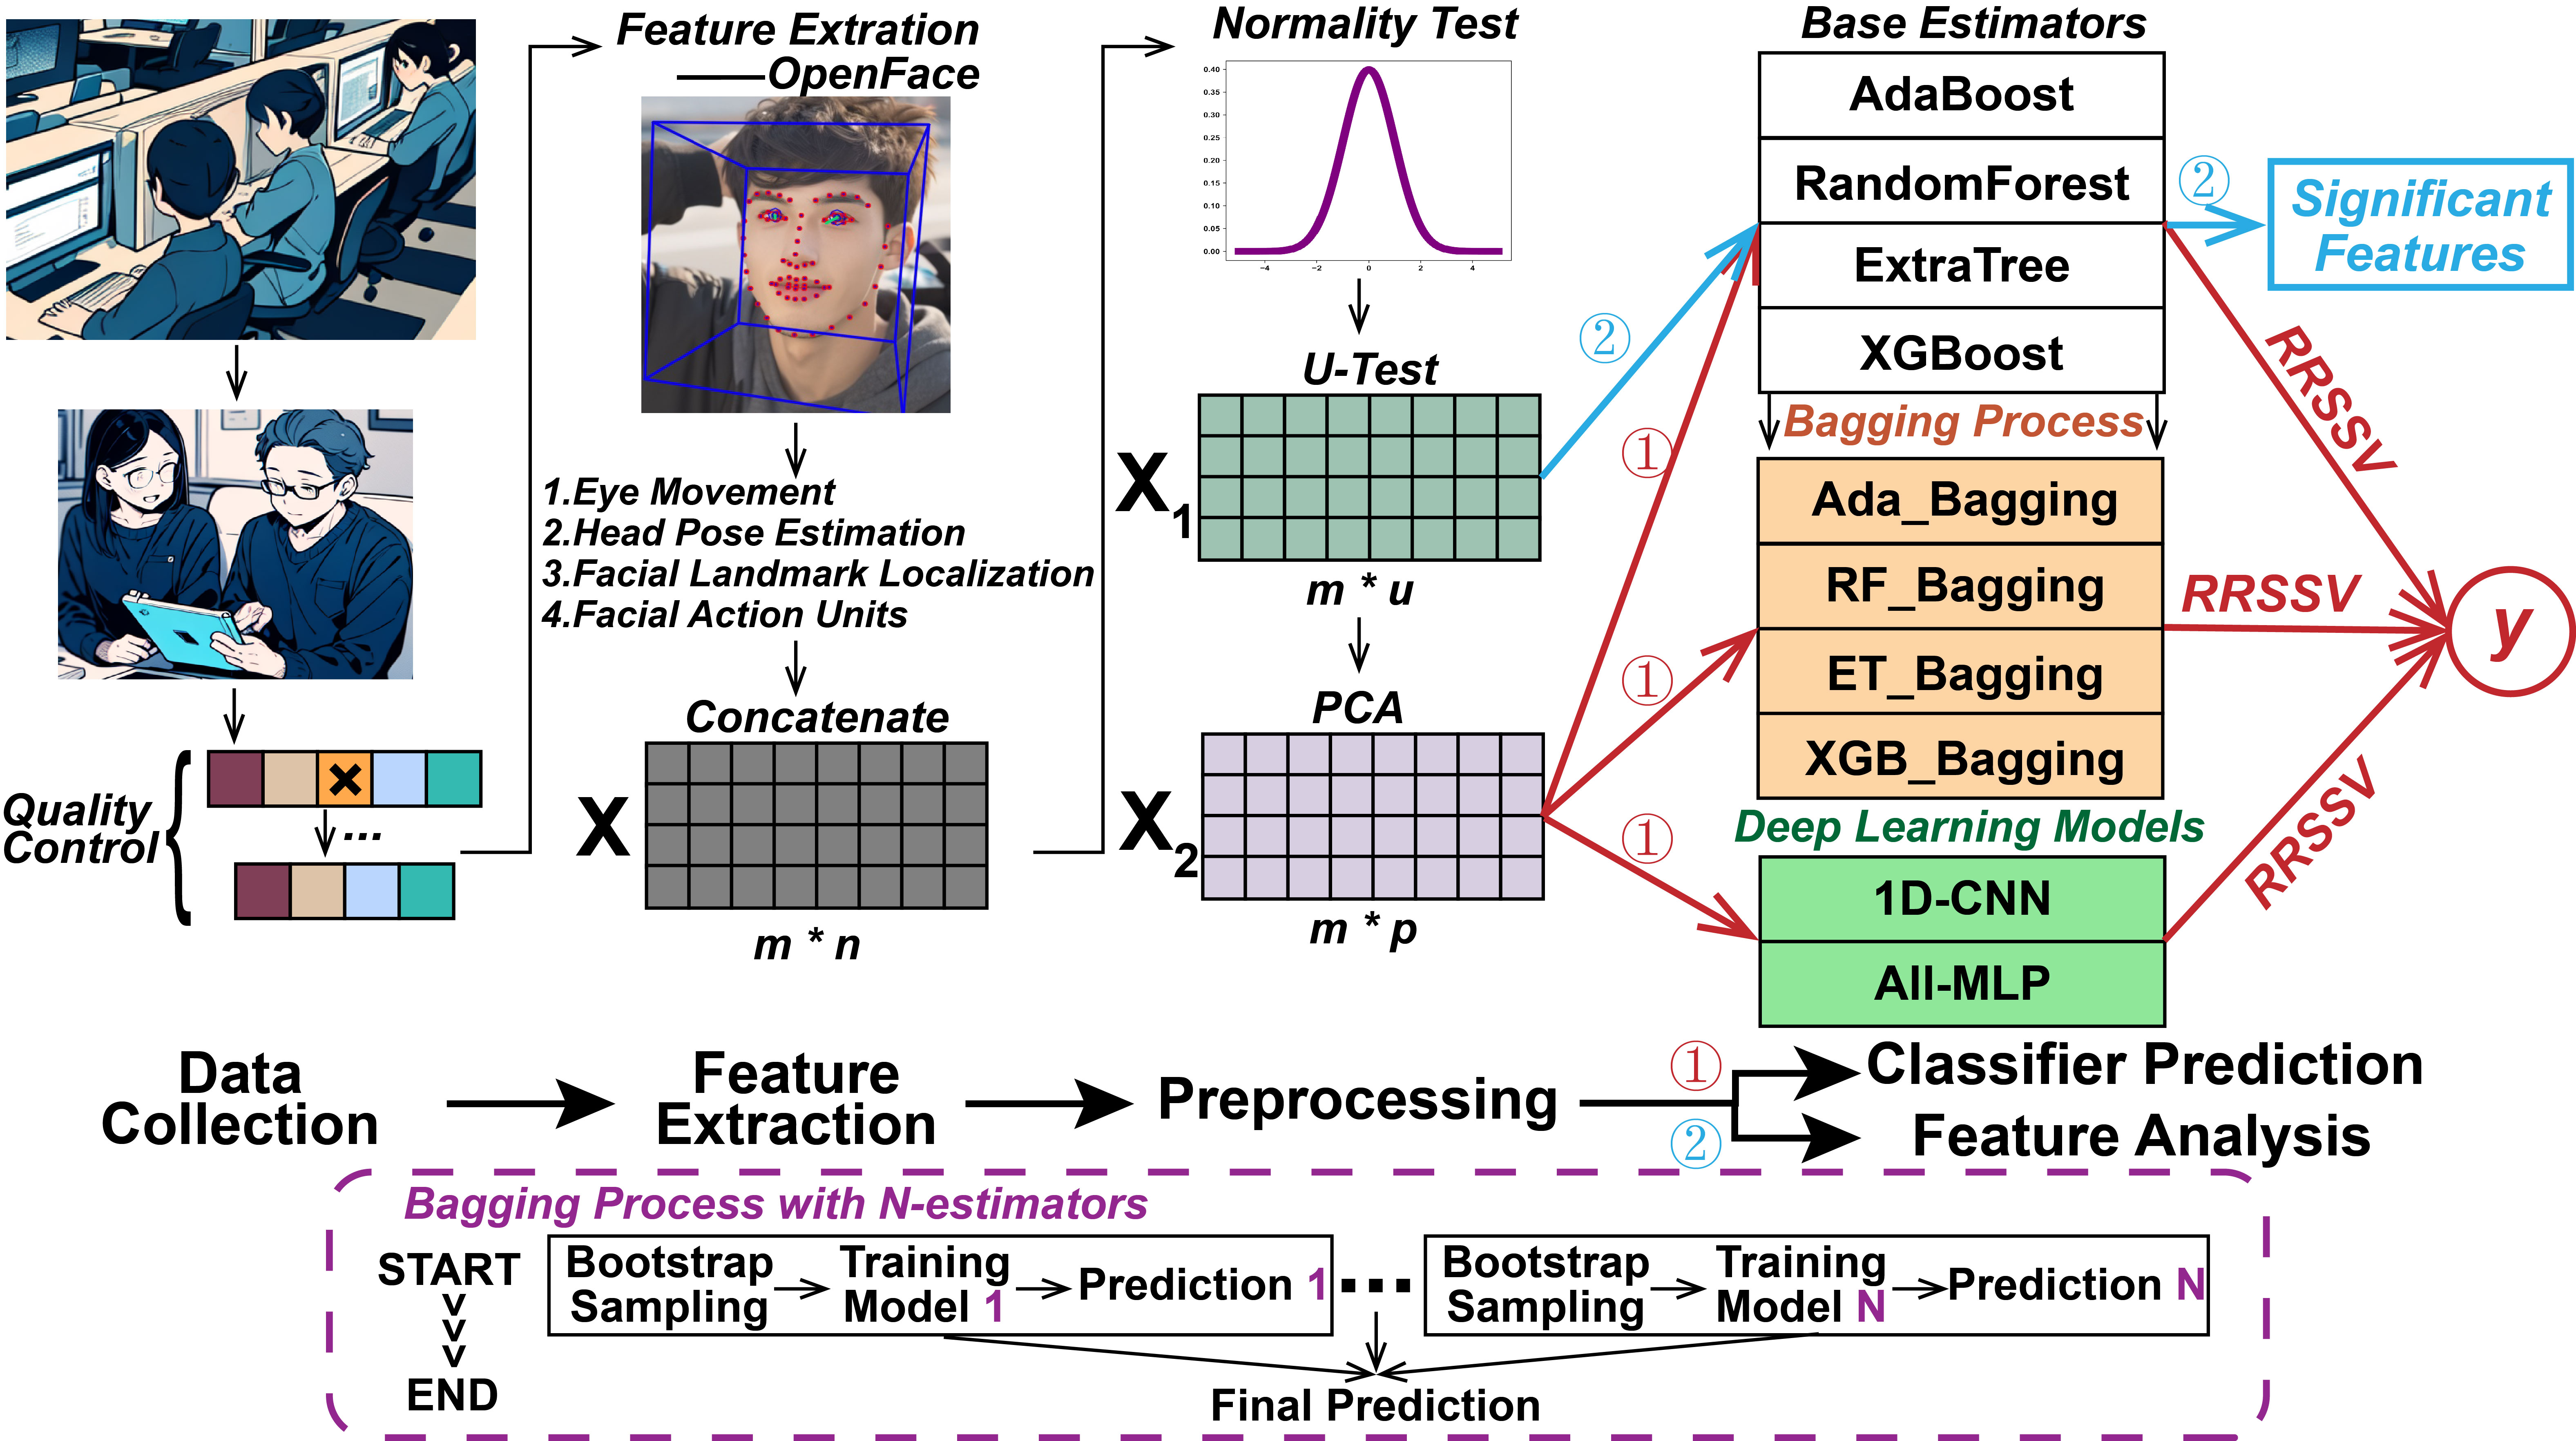 Quality
Control
...
Feature Extration
——OpenFace
1.Eye Movement
2.Head Pose Estimation
3.Facial Landmark Localization
4.Facial Action Units
Concatenate
X
m * n
Normality Test
0.40
0.35
0.30
0.25
0.20
0.15
0.10
0.05
0.00
−4 −2 0 2 4
U-Test
X1
m * u
PCA
X2
m * p
②
①
①
①
Base Estimators
AdaBoost
RandomForest
ExtraTree
XGBoost
Bagging Process
Ada_Bagging
RF_Bagging
ET_Bagging
XGB_Bagging
Deep Learning Models
1D-CNN
All-MLP
②
Significant
Features
RRSSV
RRSSV
RRSSV
y
Data
Collection
Feature
Extraction
Preprocessing
①
②
Classifier Prediction
Feature Analysis
Bagging Process with N-estimators
START
END
Bootstrap
Sampling
Training
Model 1
Prediction 1
...
Bootstrap
Sampling
Training
Model N
Prediction N
Final Prediction